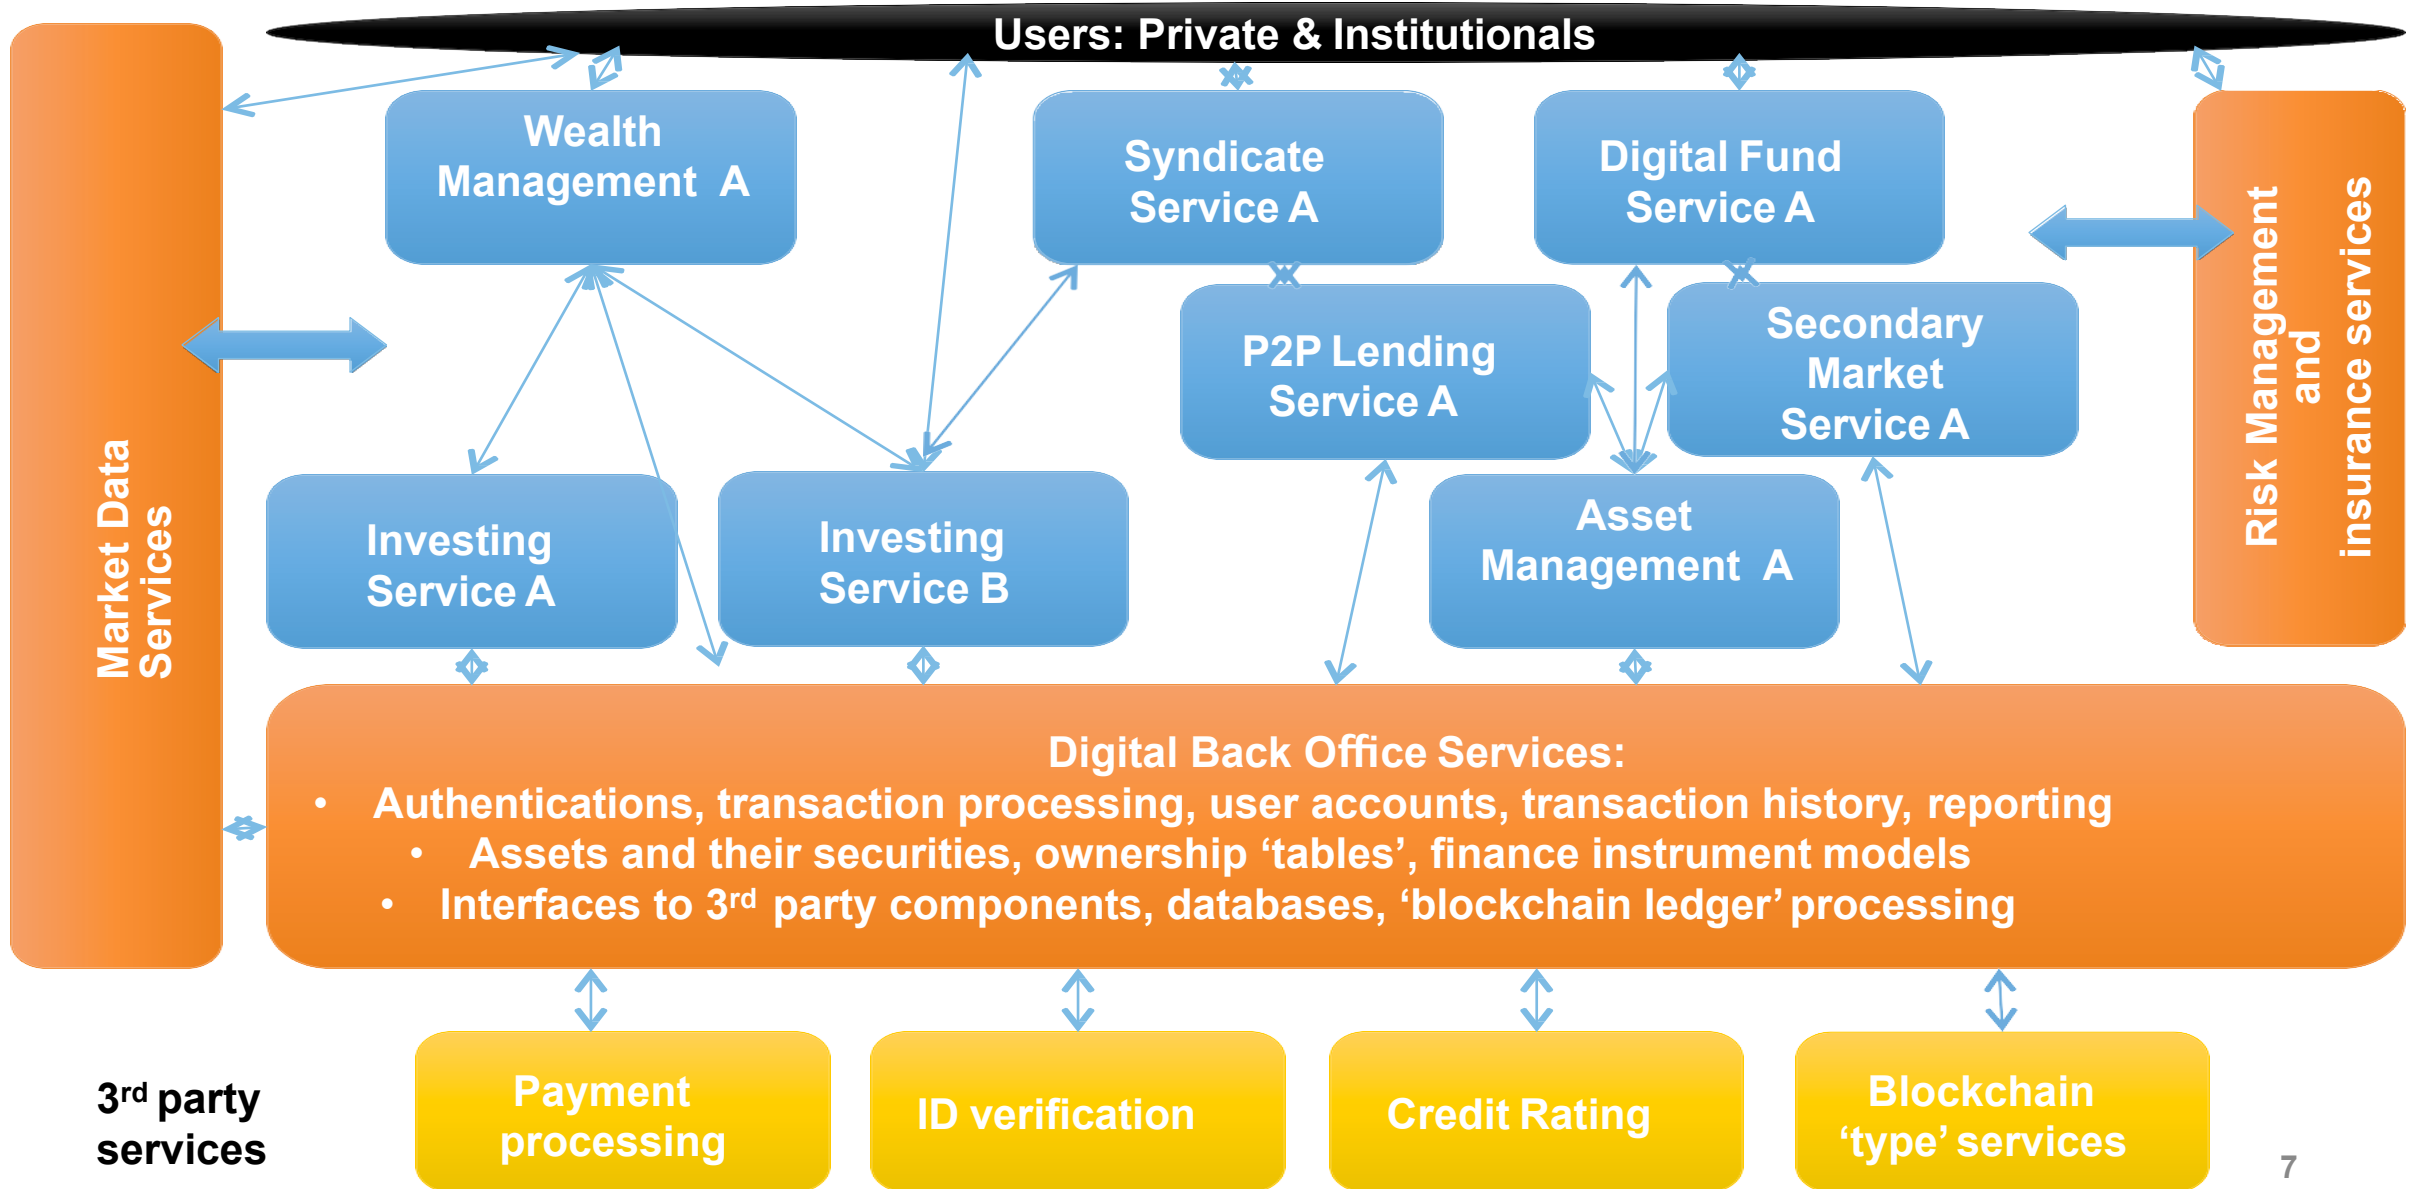 Users: Private & Institutionals
Wealth
Management A
Syndicate
Service A
Digital Fund
Service A
P2P Lending
Service A
Secondary
Market
Service A
Market Data
Services
Risk Management
and
insurance services
Investing
Service A
Investing
Service B
Asset
Management A
Digital Back Office Services:
• Authentications, transaction processing, user accounts, transaction history, reporting
• Assets and their securities, ownership ‘tables’, finance instrument models
• Interfaces to 3rd party components, databases, ‘blockchain ledger’ processing
3rd party
services
Payment
processing
ID verification
Credit Rating
Blockchain
‘type’ services
7